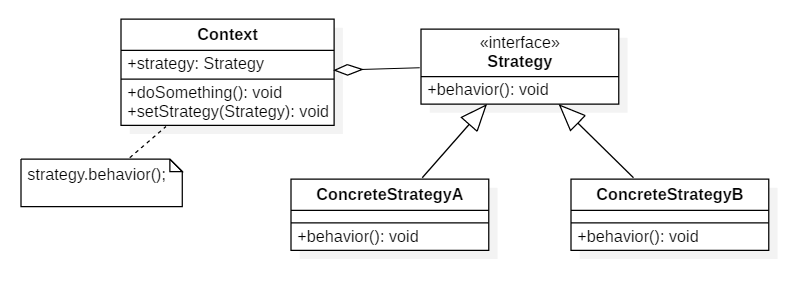 Context
+strategy: Strategy
+doSomething(): void
+setStrategy(Strategy): void
«interface»
Strategy
+behavior(): void
strategy.behavior();
ConcreteStrategyA
+behavior(): void
ConcreteStrategyB
+behavior(): void